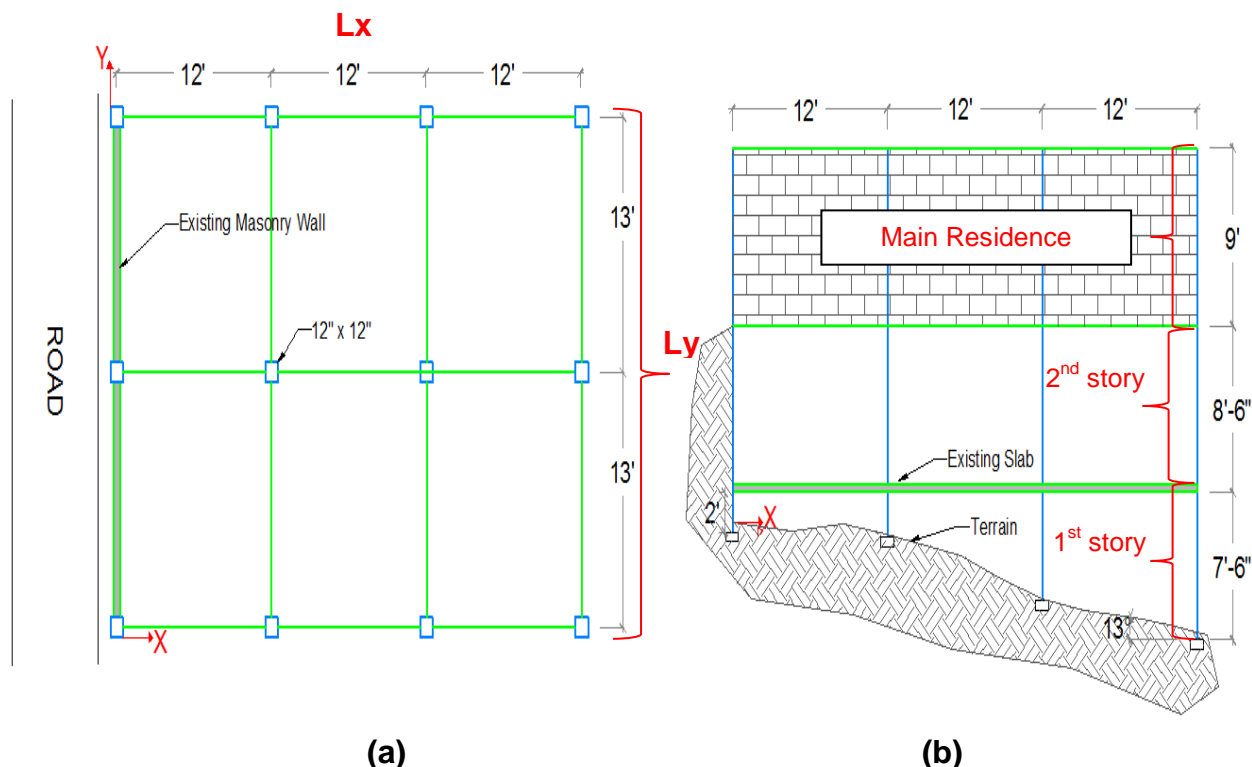 Lx
Y
12'
12'
12'
Existing Masonry Wall
13'
12" x 12"
ROAD
Ly
13'
X
(a)
12'
12'
12'
Main Residence
9'
2nd story
8'-6"
Existing Slab
2'
X
Terrain
1st story
7'-6"
13°
(b)